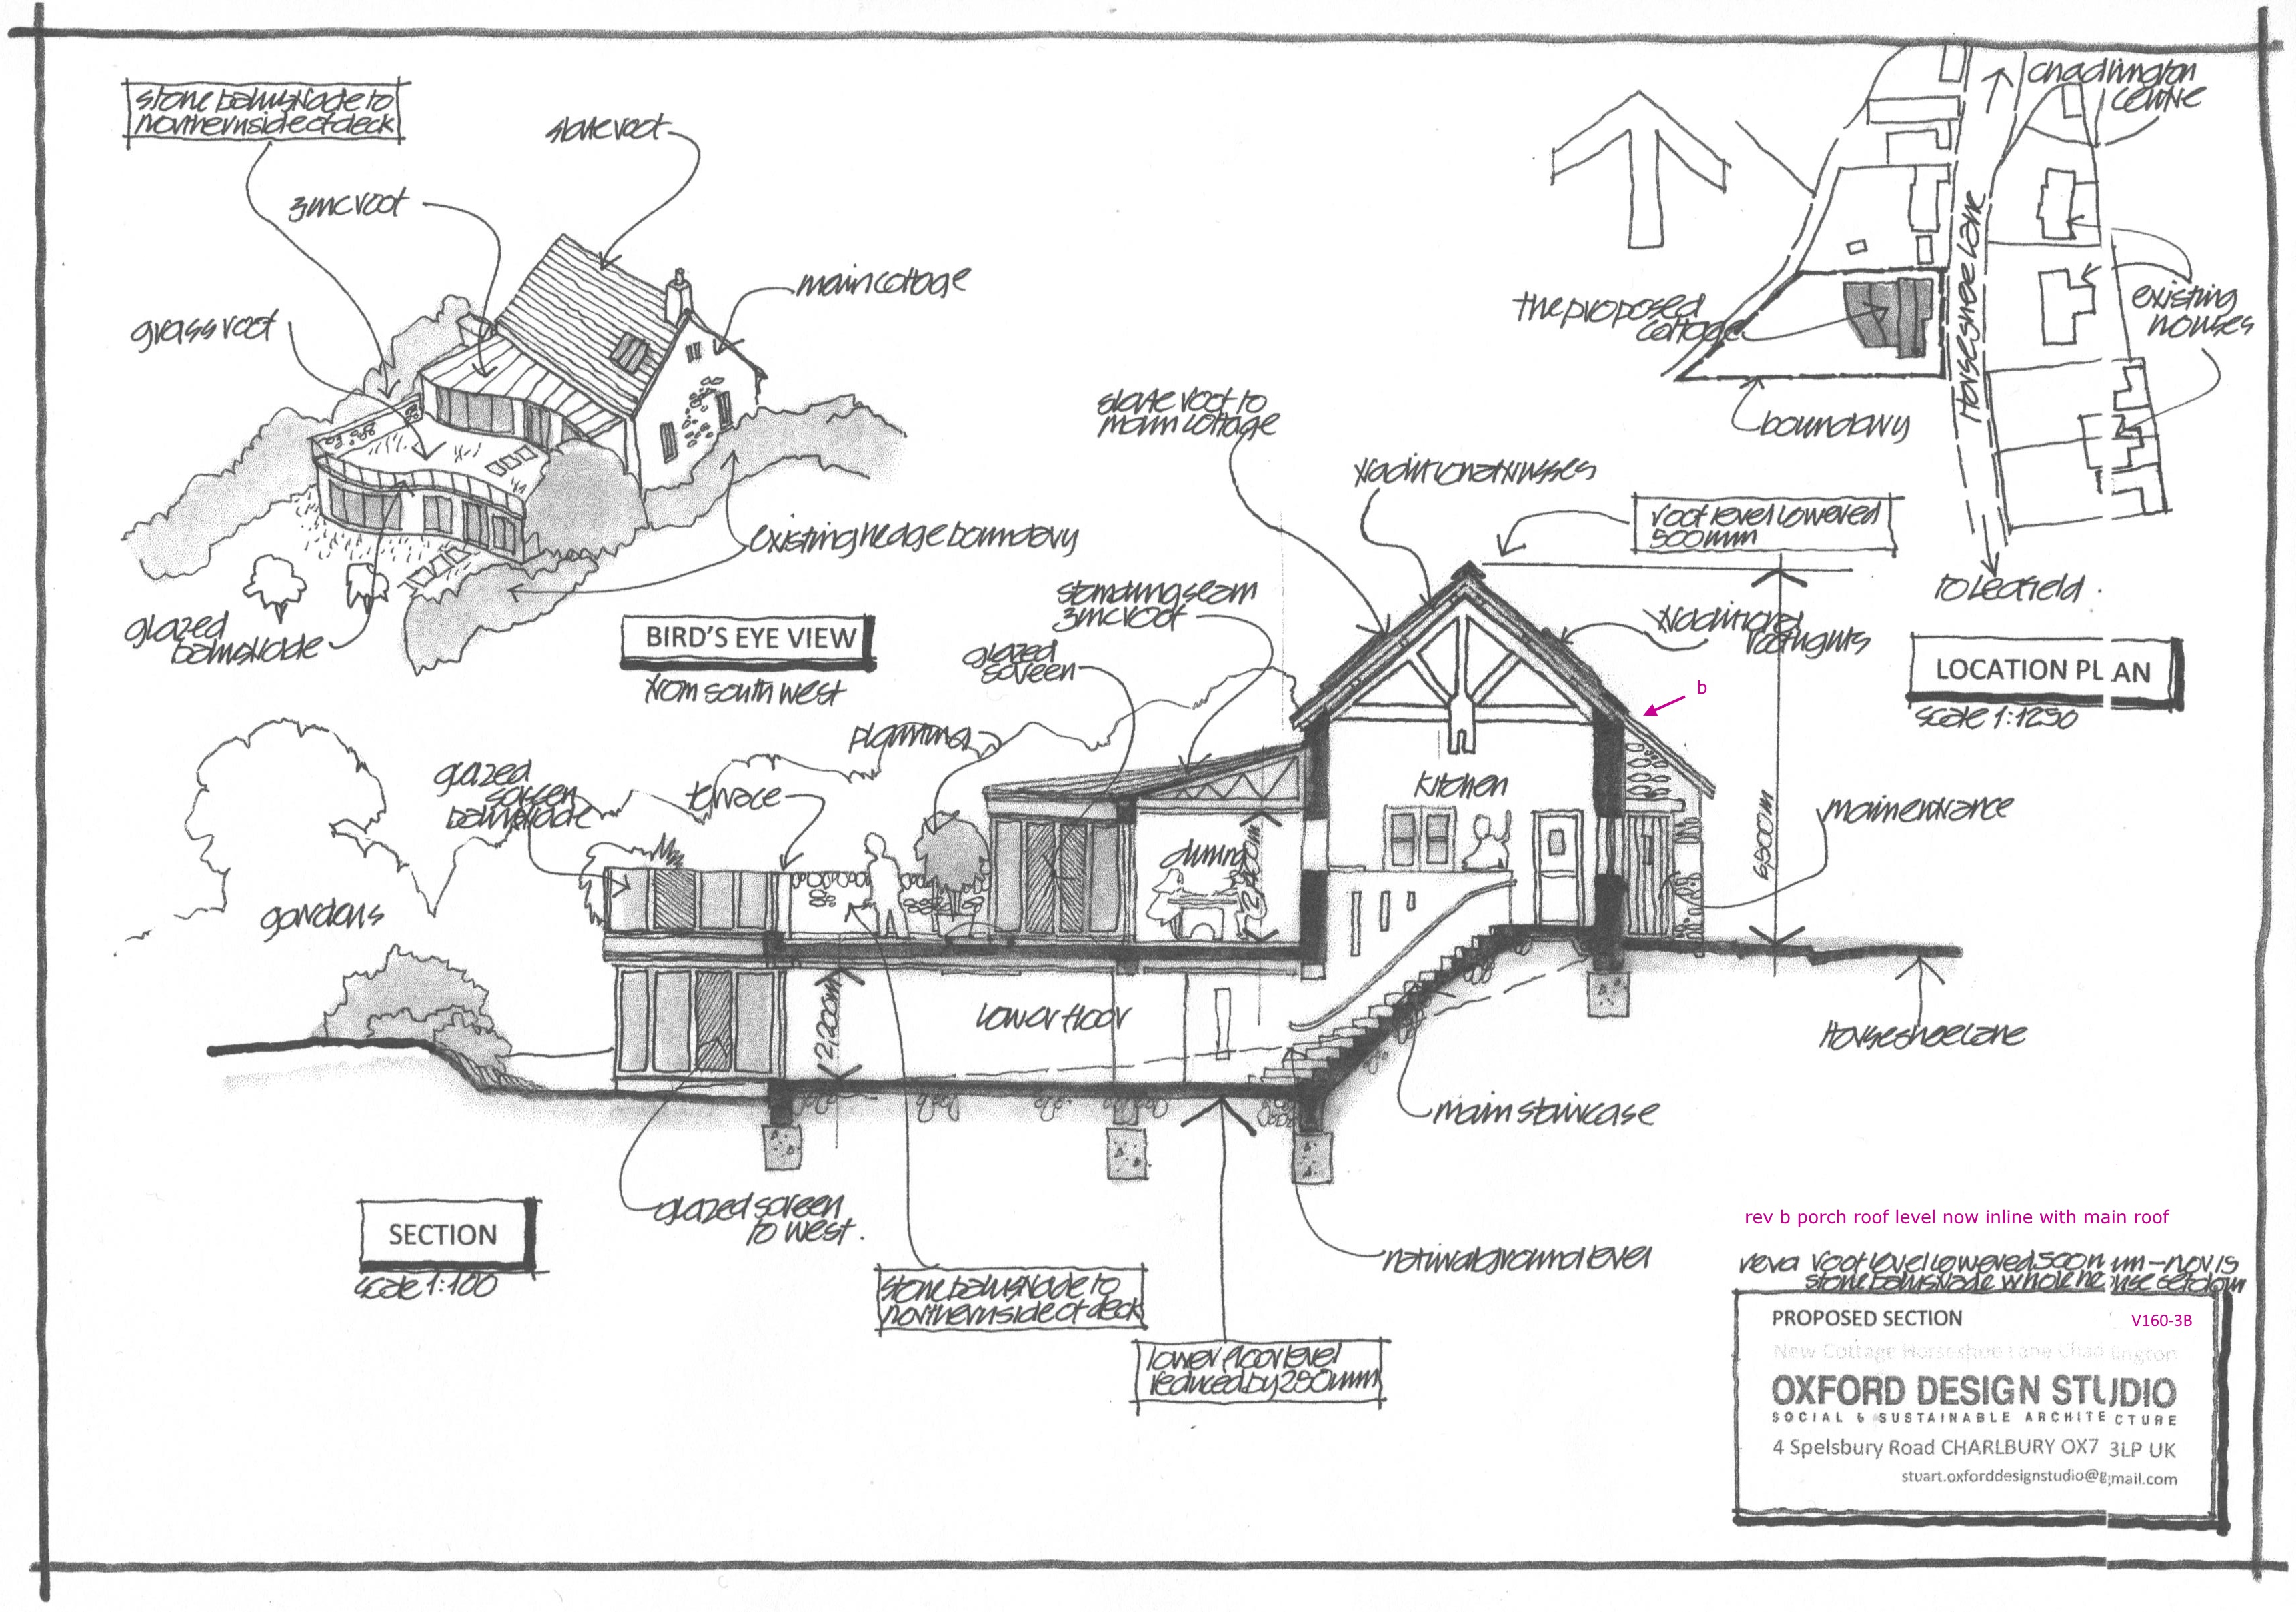 stone balustrade to
northern side of deck
slate roof
zinc roof
main cottage
grass roof
existing hedge boundary
glazed
balustrade
BIRD'S EYE VIEW
from south west
Chadlington
centre
Horseshoe Lane
the proposed
cottage
existing
houses
boundary
to Leafield
LOCATION PLAN
scale 1:1250
slate roof to
main cottage
traditional trusses
roof level lowered
500mm
standing seam
zinc roof
traditional
rooflights
glazed
screen
b
planting
glazed
screen
balustrade
terrace
kitchen
main entrance
dining
2,400m
gardens
lower floor
2,200m
Horseshoe Lane
main staircase
glazed screen
to west.
SECTION
scale 1:100
stone balustrade to
northern side of deck
natural ground level
lower floor level
reduced by 250mm
rev b porch roof level now inline with main roof
rev a roof level lowered 500mm - nov 15
stone balustrade whole house set down
PROPOSED SECTION
V160-3B
New Cottage Horseshoe Lane Chadlington
OXFORD DESIGN STUDIO
SOCIAL & SUSTAINABLE ARCHITECTURE
4 Spelsbury Road CHARLBURY OX7 3LP UK
stuart.oxforddesignstudio@gmail.com